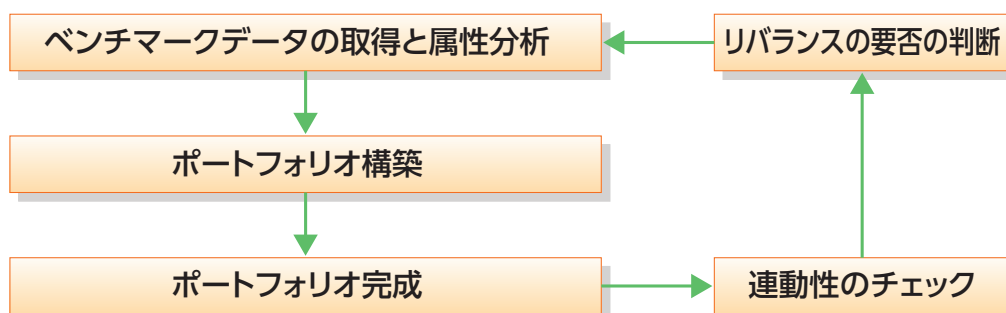 ベンチマークデータの取得と属性分析
リバランスの要否の判断
ポートフォリオ構築
ポートフォリオ完成
連動性のチェック